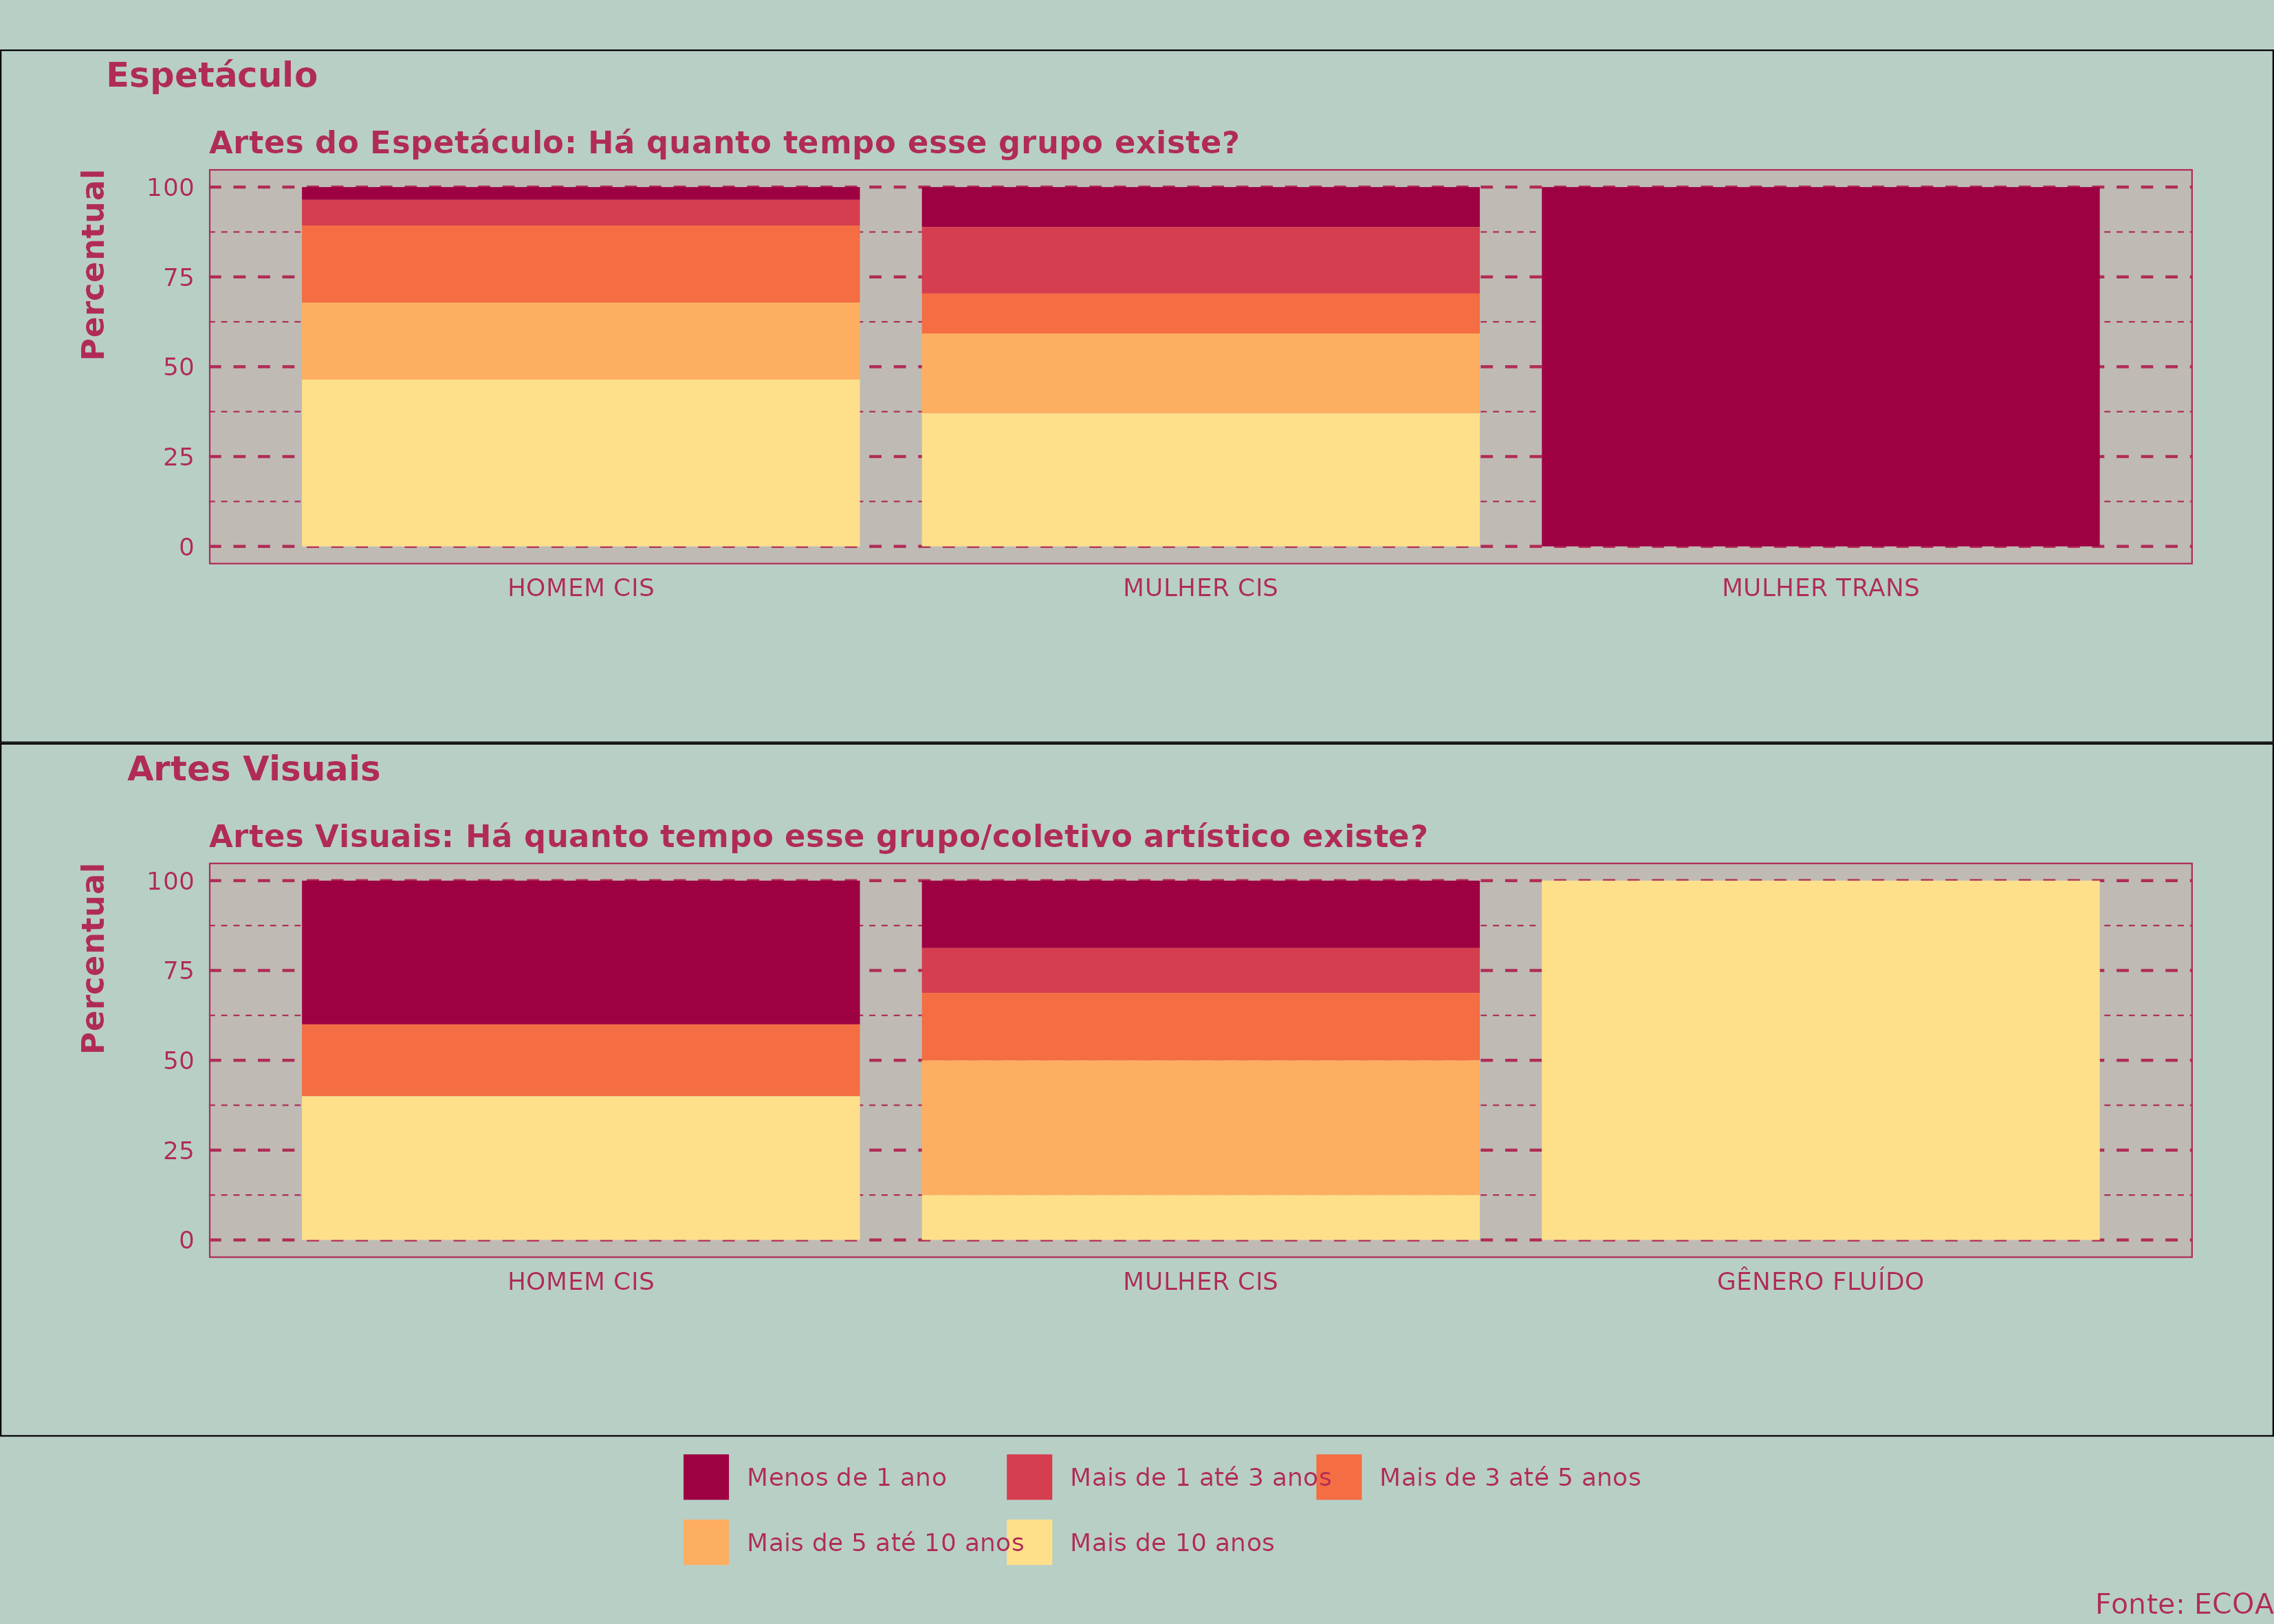 Espetáculo
Artes do Espetáculo: Há quanto tempo esse grupo existe?
Percentual
100
75
50
25
0
HOMEM CIS MULHER CIS MULHER TRANS
Artes Visuais
Artes Visuais: Há quanto tempo esse grupo/coletivo artístico existe?
Percentual
100
75
50
25
0
HOMEM CIS MULHER CIS GÊNERO FLUÍDO
Menos de 1 ano Mais de 1 até 3 anos Mais de 3 até 5 anos
Mais de 5 até 10 anos Mais de 10 anos
Fonte: ECOA